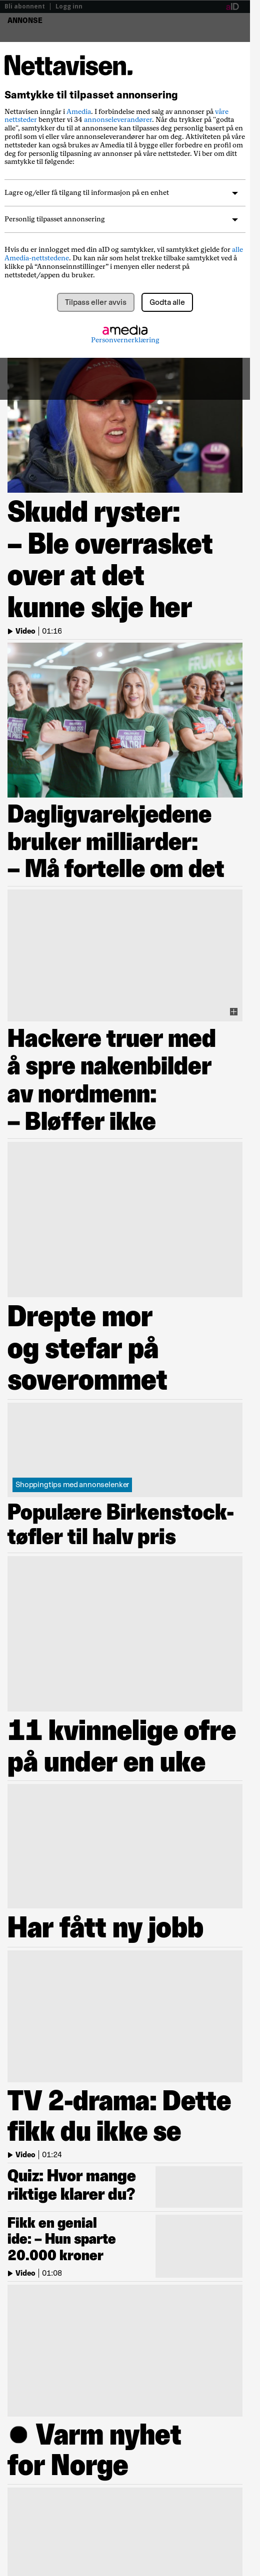 Bli abonnent | Logg inn
aID
ANNONSE
Nettavisen.
Samtykke til tilpasset annonsering
Nettavisen inngår i Amedia. I forbindelse med salg av annonser på våre
nettsteder benytter vi 34 annonseleverandører. Når du trykker på "godta
alle", samtykker du til at annonsene kan tilpasses deg personlig basert på en
profil som vi eller våre annonseleverandører har om deg. Aktiviteten på våre
nettsteder kan også brukes av Amedia til å bygge eller forbedre en profil om
deg for personlig tilpasning av annonser på våre nettsteder. Vi ber om ditt
samtykke til følgende:
Lagre og/eller få tilgang til informasjon på en enhet
Personlig tilpasset annonsering
Hvis du er innlogget med din aID og samtykker, vil samtykket gjelde for alle
Amedia-nettstedene. Du kan når som helst trekke tilbake samtykket ved å
klikke på “Annonseinnstillinger” i menyen eller nederst på
nettstedet/appen du bruker.
Tilpass eller avvis
Godta alle
amedia
Personvernerklæring
Skudd ryster:
– Ble overrasket
over at det
kunne skje her
Video | 01:16
FRUKT & G
Dagligvarekjedene
bruker milliarder:
– Må fortelle om det
Hackere truer med
å spre nakenbilder
av nordmenn:
– Bløffer ikke
Drepte mor
og stefar på
soverommet
Shoppingtips med annonselenker
Populære Birkenstock-
tøfler til halv pris
11 kvinnelige ofre
på under en uke
Har fått ny jobb
TV 2-drama: Dette
fikk du ikke se
Video | 01:24
Quiz: Hvor mange
riktige klarer du?
Fikk en genial
ide: – Hun sparte
20.000 kroner
Video | 01:08
● Varm nyhet
for Norge